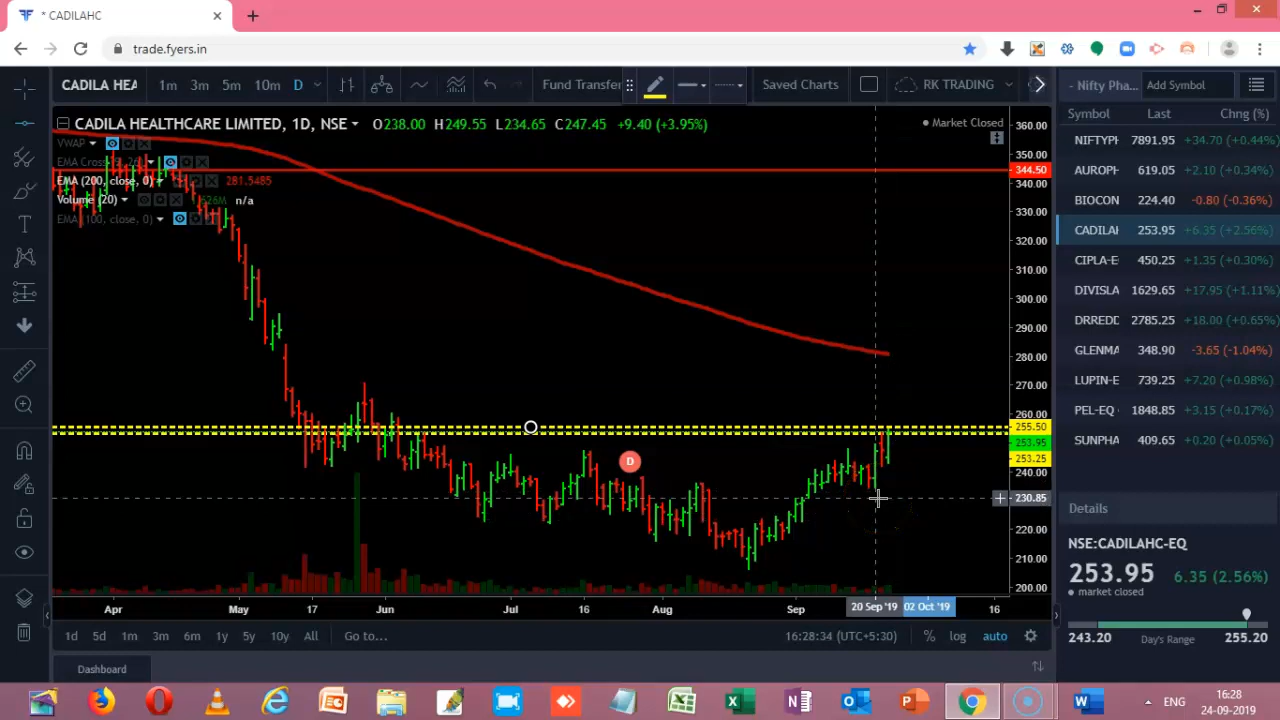 * CADILAHC
trade.fyers.in
CADILA HEA
1m 3m 5m 10m D
Fund Transfer
Saved Charts
RK TRADING
- Nifty Pha...
Add Symbol
Symbol Last Chng (%)
CADILA HEALTHCARE LIMITED, 1D, NSE O238.00 H249.55 L234.65 C247.45 +9.40 (+3.95%)
Market Closed
VWAP
EMA Cross
EMA (200, close, 0) 281.5485
Volume (20) n/a
EMA (100, close, 0)
360.00
350.00
344.50
340.00
330.00
320.00
310.00
300.00
290.00
280.00
270.00
260.00
255.50
253.95
253.25
240.00
230.85
220.00
210.00
200.00
D
Apr May 17 Jun Jul 16 Aug Sep 20 Sep '19 02 Oct '19 16
1d 5d 1m 3m 6m 1y 5y 10y All Go to...
16:28:34 (UTC+5:30) % log auto
Dashboard
NIFTYP 7891.95 +34.70 (+0.44%)
AUROP 619.05 +2.10 (+0.34%)
BIOCON 224.40 -0.80 (-0.36%)
CADILA 253.95 +6.35 (+2.56%)
CIPLA-E 450.25 +1.35 (+0.30%)
DIVISLA 1629.65 +17.95 (+1.11%)
DRREDD 2785.25 +18.00 (+0.65%)
GLENMA 348.90 -3.65 (-1.04%)
LUPIN-E 739.25 +7.20 (+0.98%)
PEL-EQ 1848.85 +3.15 (+0.17%)
SUNPHA 409.65 +0.20 (+0.05%)
Details
NSE:CADILAHC-EQ
253.95 6.35 (2.56%)
market closed
243.20 Day's Range 255.20
ENG
16:28
24-09-2019